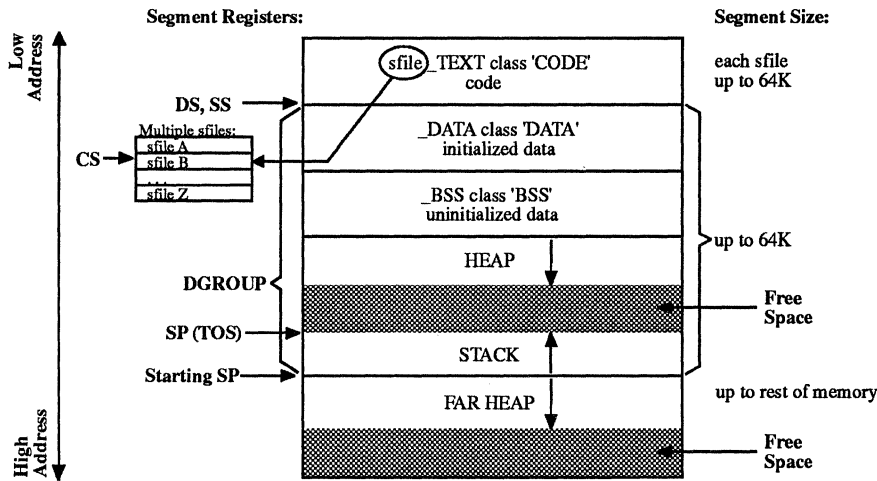 Segment Registers:
Segment Size:
Low
Address
sfile _TEXT class 'CODE'
code
each sfile
up to 64K
DS, SS
Multiple sfiles:
sfile A
CS
sfile B
. . .
sfile Z
_DATA class 'DATA'
initialized data
_BSS class 'BSS'
uninitialized data
up to 64K
HEAP
DGROUP
Free
Space
SP (TOS)
STACK
Starting SP
FAR HEAP
up to rest of memory
High
Address
Free
Space